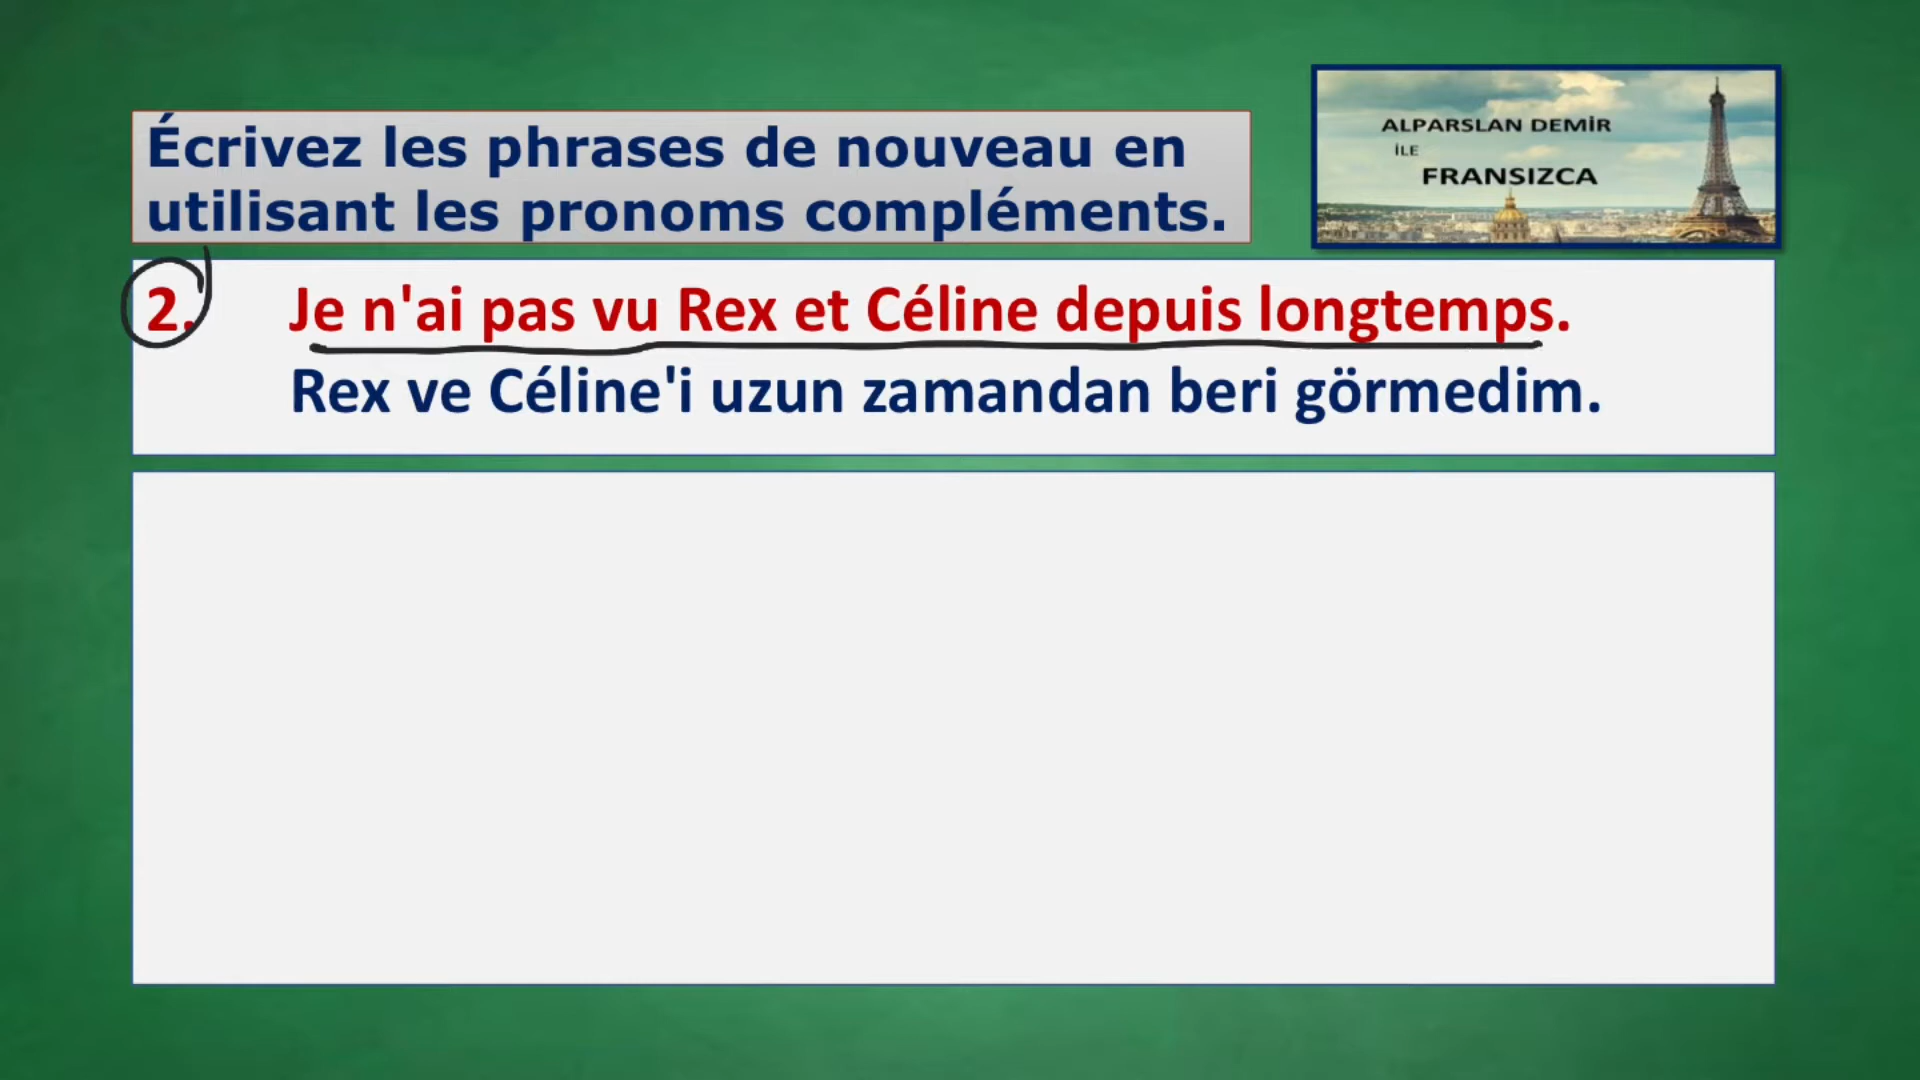 Écrivez les phrases de nouveau en
utilisant les pronoms compléments.
ALPARSLAN DEMİR
İLE
FRANSIZCA
2. Je n'ai pas vu Rex et Céline depuis longtemps.
Rex ve Céline'i uzun zamandan beri görmedim.